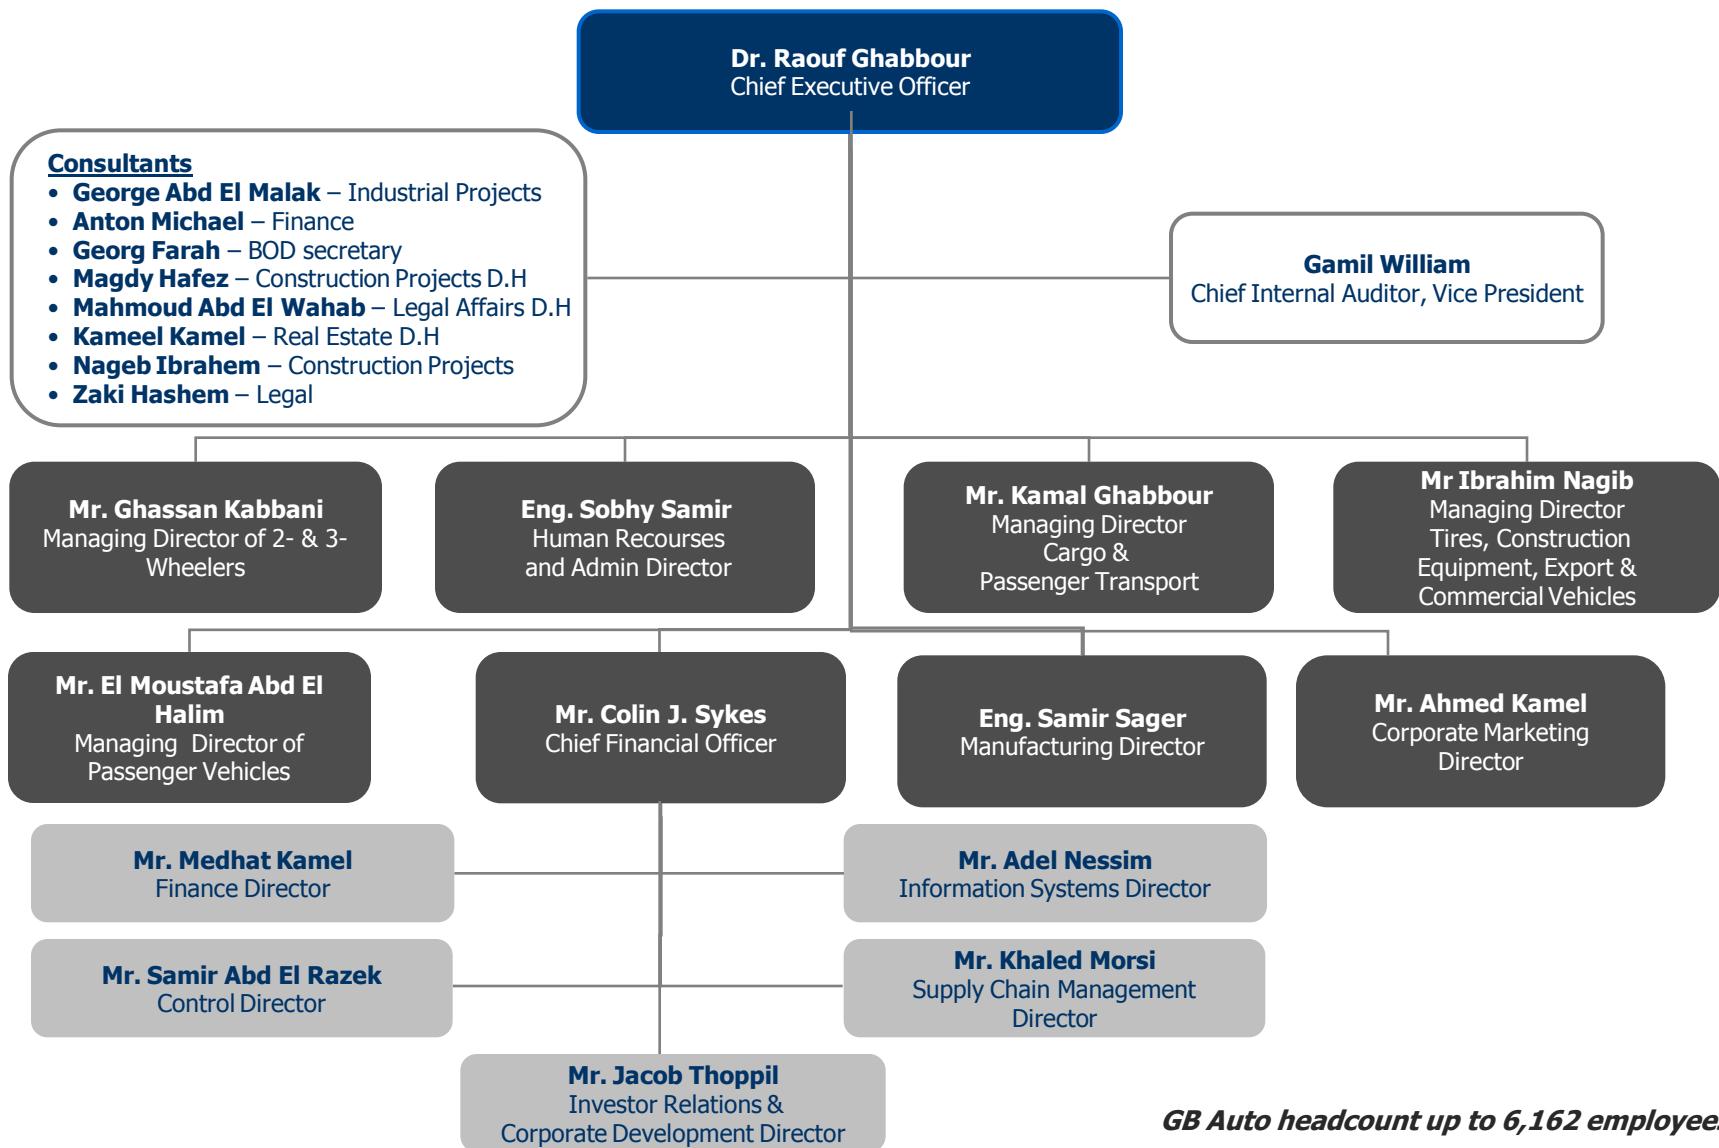 Dr. Raouf Ghabbour
Chief Executive Officer
Consultants
• George Abd El Malak – Industrial Projects
• Anton Michael – Finance
• Georg Farah – BOD secretary
• Magdy Hafez – Construction Projects D.H
• Mahmoud Abd El Wahab – Legal Affairs D.H
• Kameel Kamel – Real Estate D.H
• Nageb Ibrahem – Construction Projects
• Zaki Hashem – Legal
Gamil William
Chief Internal Auditor, Vice President
Mr. Ghassan Kabbani
Managing Director of 2- & 3-
Wheelers
Eng. Sobhy Samir
Human Recourses
and Admin Director
Mr. Kamal Ghabbour
Managing Director
Cargo &
Passenger Transport
Mr Ibrahim Nagib
Managing Director
Tires, Construction
Equipment, Export &
Commercial Vehicles
Mr. El Moustafa Abd El
Halim
Managing Director of
Passenger Vehicles
Mr. Colin J. Sykes
Chief Financial Officer
Eng. Samir Sager
Manufacturing Director
Mr. Ahmed Kamel
Corporate Marketing
Director
Mr. Medhat Kamel
Finance Director
Mr. Adel Nessim
Information Systems Director
Mr. Samir Abd El Razek
Control Director
Mr. Khaled Morsi
Supply Chain Management
Director
Mr. Jacob Thoppil
Investor Relations &
Corporate Development Director
GB Auto headcount up to 6,162 employee